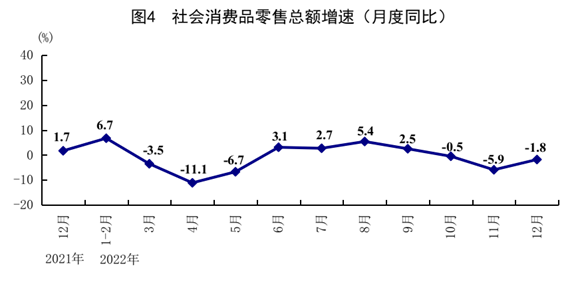 图4 社会消费品零售总额增速（月度同比）
(%)
40
30
20
10
0
-10
-20
1.7
6.7
-3.5
-11.1
-6.7
3.1
2.7
5.4
2.5
-0.5
-5.9
-1.8
12月
1-2月
3月
4月
5月
6月
7月
8月
9月
10月
11月
12月
2021年 2022年